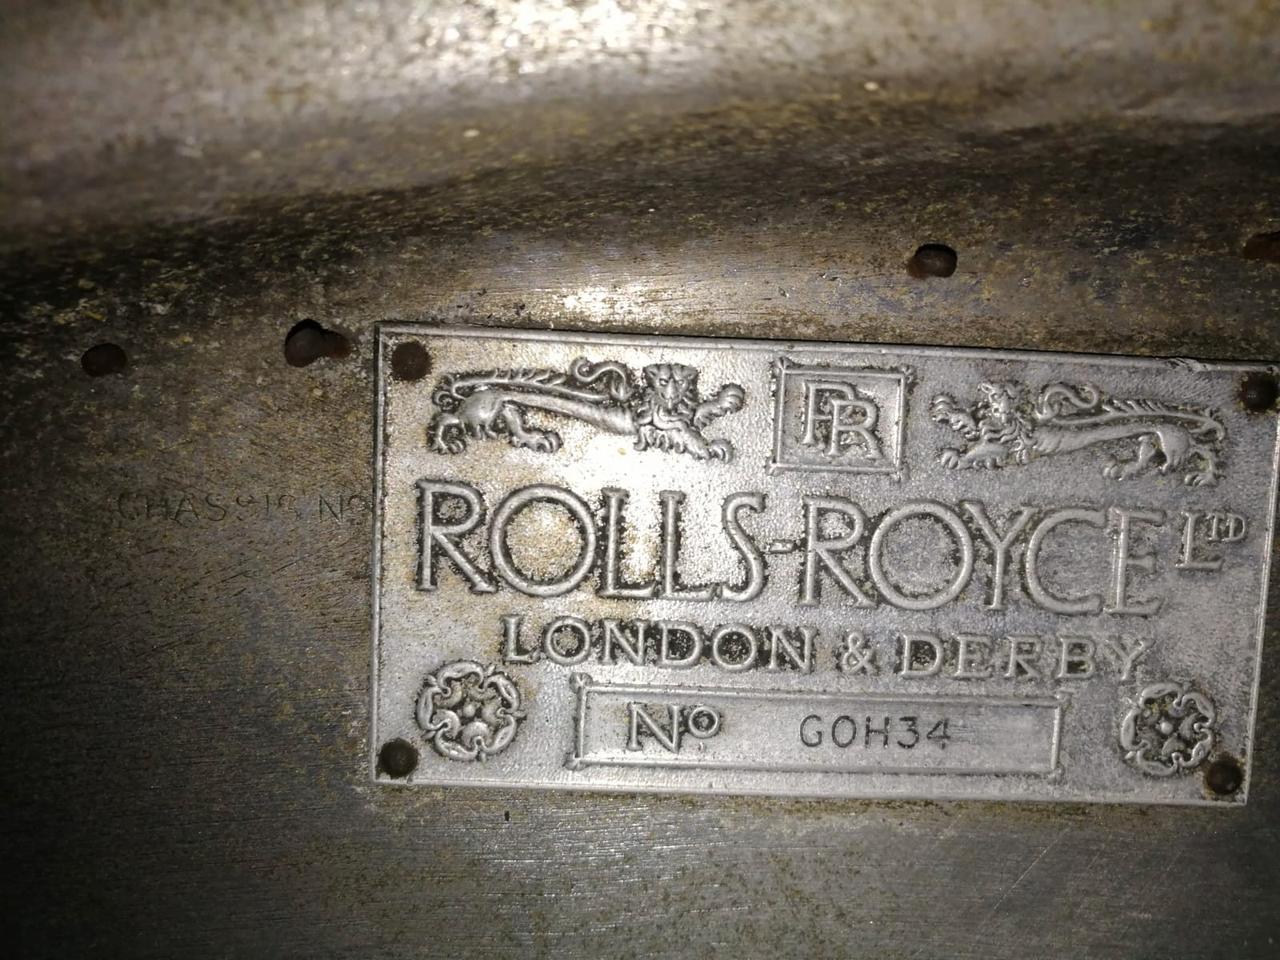 RR
CHASSIS No
ROLLS-ROYCE LTD
LONDON & DERBY
No GOH34